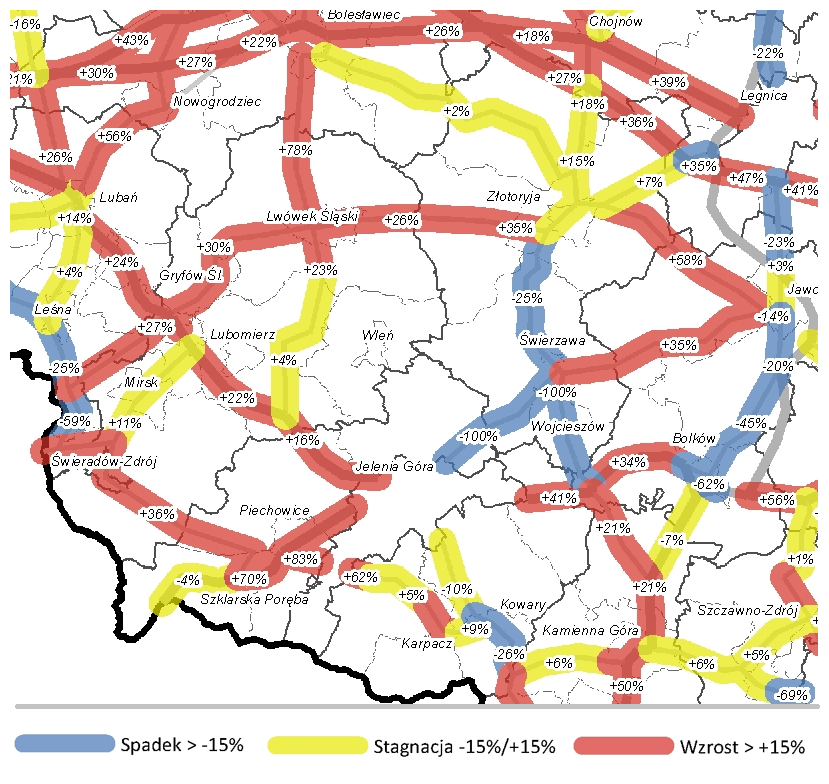 Bolesławiec
-16%
Chojnów
+43%
+26%
+18%
+22%
-22%
+27%
21%
+30%
+27%
+39%
Nowogrodziec
+18%
Legnica
+2%
+36%
+56%
+78%
+26%
+15%
+35%
+7%
+47%
+41%
Lubań
Złotoryja
+14%
Lwówek Śląski
+26%
+35%
+30%
-23%
+24%
+58%
+4%
Gryfów Śl.
+23%
+3%
Jawo
-25%
Leśna
-14%
+27%
Lubomierz
Wleń
Świerzawa
+35%
+4%
-25%
-20%
Mirsk
-100%
+22%
-59%
+11%
-45%
Wojcieszów
-100%
+16%
Bolków
Świeradów-Zdrój
Jelenia Góra
+34%
-62%
+41%
+56%
+36%
Piechowice
+21%
-7%
+83%
+1%
-4%
+70%
+62%
+21%
-10%
+5%
Szklarska Poręba
Kowary
Szczawno-Zdrój
+9%
Kamienna Góra
Karpacz
-26%
+5%
+6%
+6%
+50%
-69%
Spadek > -15%
Stagnacja -15%/+15%
Wzrost > +15%